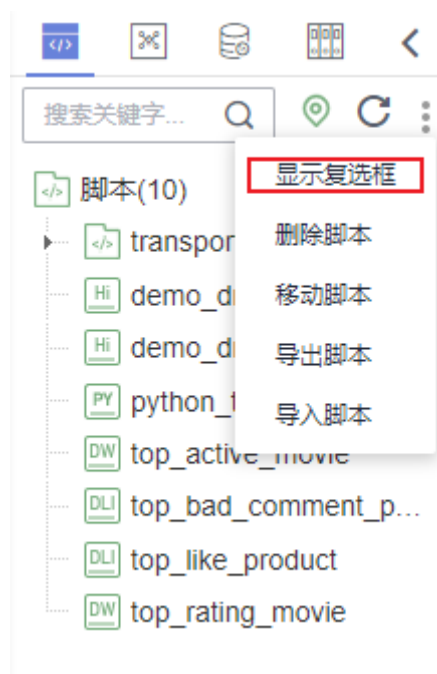 搜索关键字...
显示复选框
脚本(10)
删除脚本
transpor
移动脚本
Hi demo_d
导出脚本
Hi demo_d
导入脚本
PY python_t
DW top_active_movie
DLI top_bad_comment_p...
DLI top_like_product
DW top_rating_movie